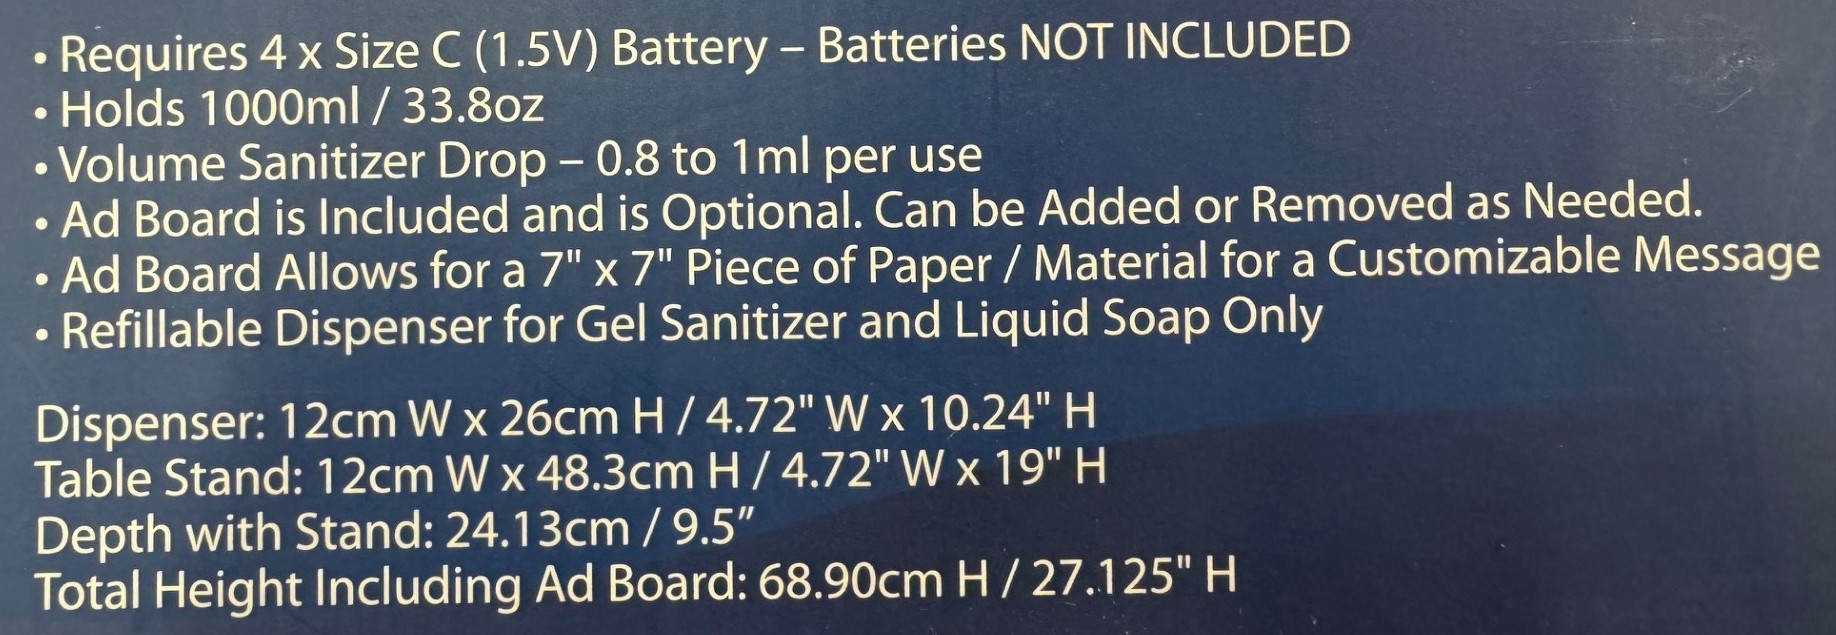 • Requires 4 x Size C (1.5V) Battery – Batteries NOT INCLUDED
• Holds 1000ml / 33.8oz
• Volume Sanitizer Drop – 0.8 to 1ml per use
• Ad Board is Included and is Optional. Can be Added or Removed as Needed.
• Ad Board Allows for a 7" x 7" Piece of Paper / Material for a Customizable Message
• Refillable Dispenser for Gel Sanitizer and Liquid Soap Only
Dispenser: 12cm W x 26cm H / 4.72" W x 10.24" H
Table Stand: 12cm W x 48.3cm H / 4.72" W x 19" H
Depth with Stand: 24.13cm / 9.5”
Total Height Including Ad Board: 68.90cm H / 27.125" H